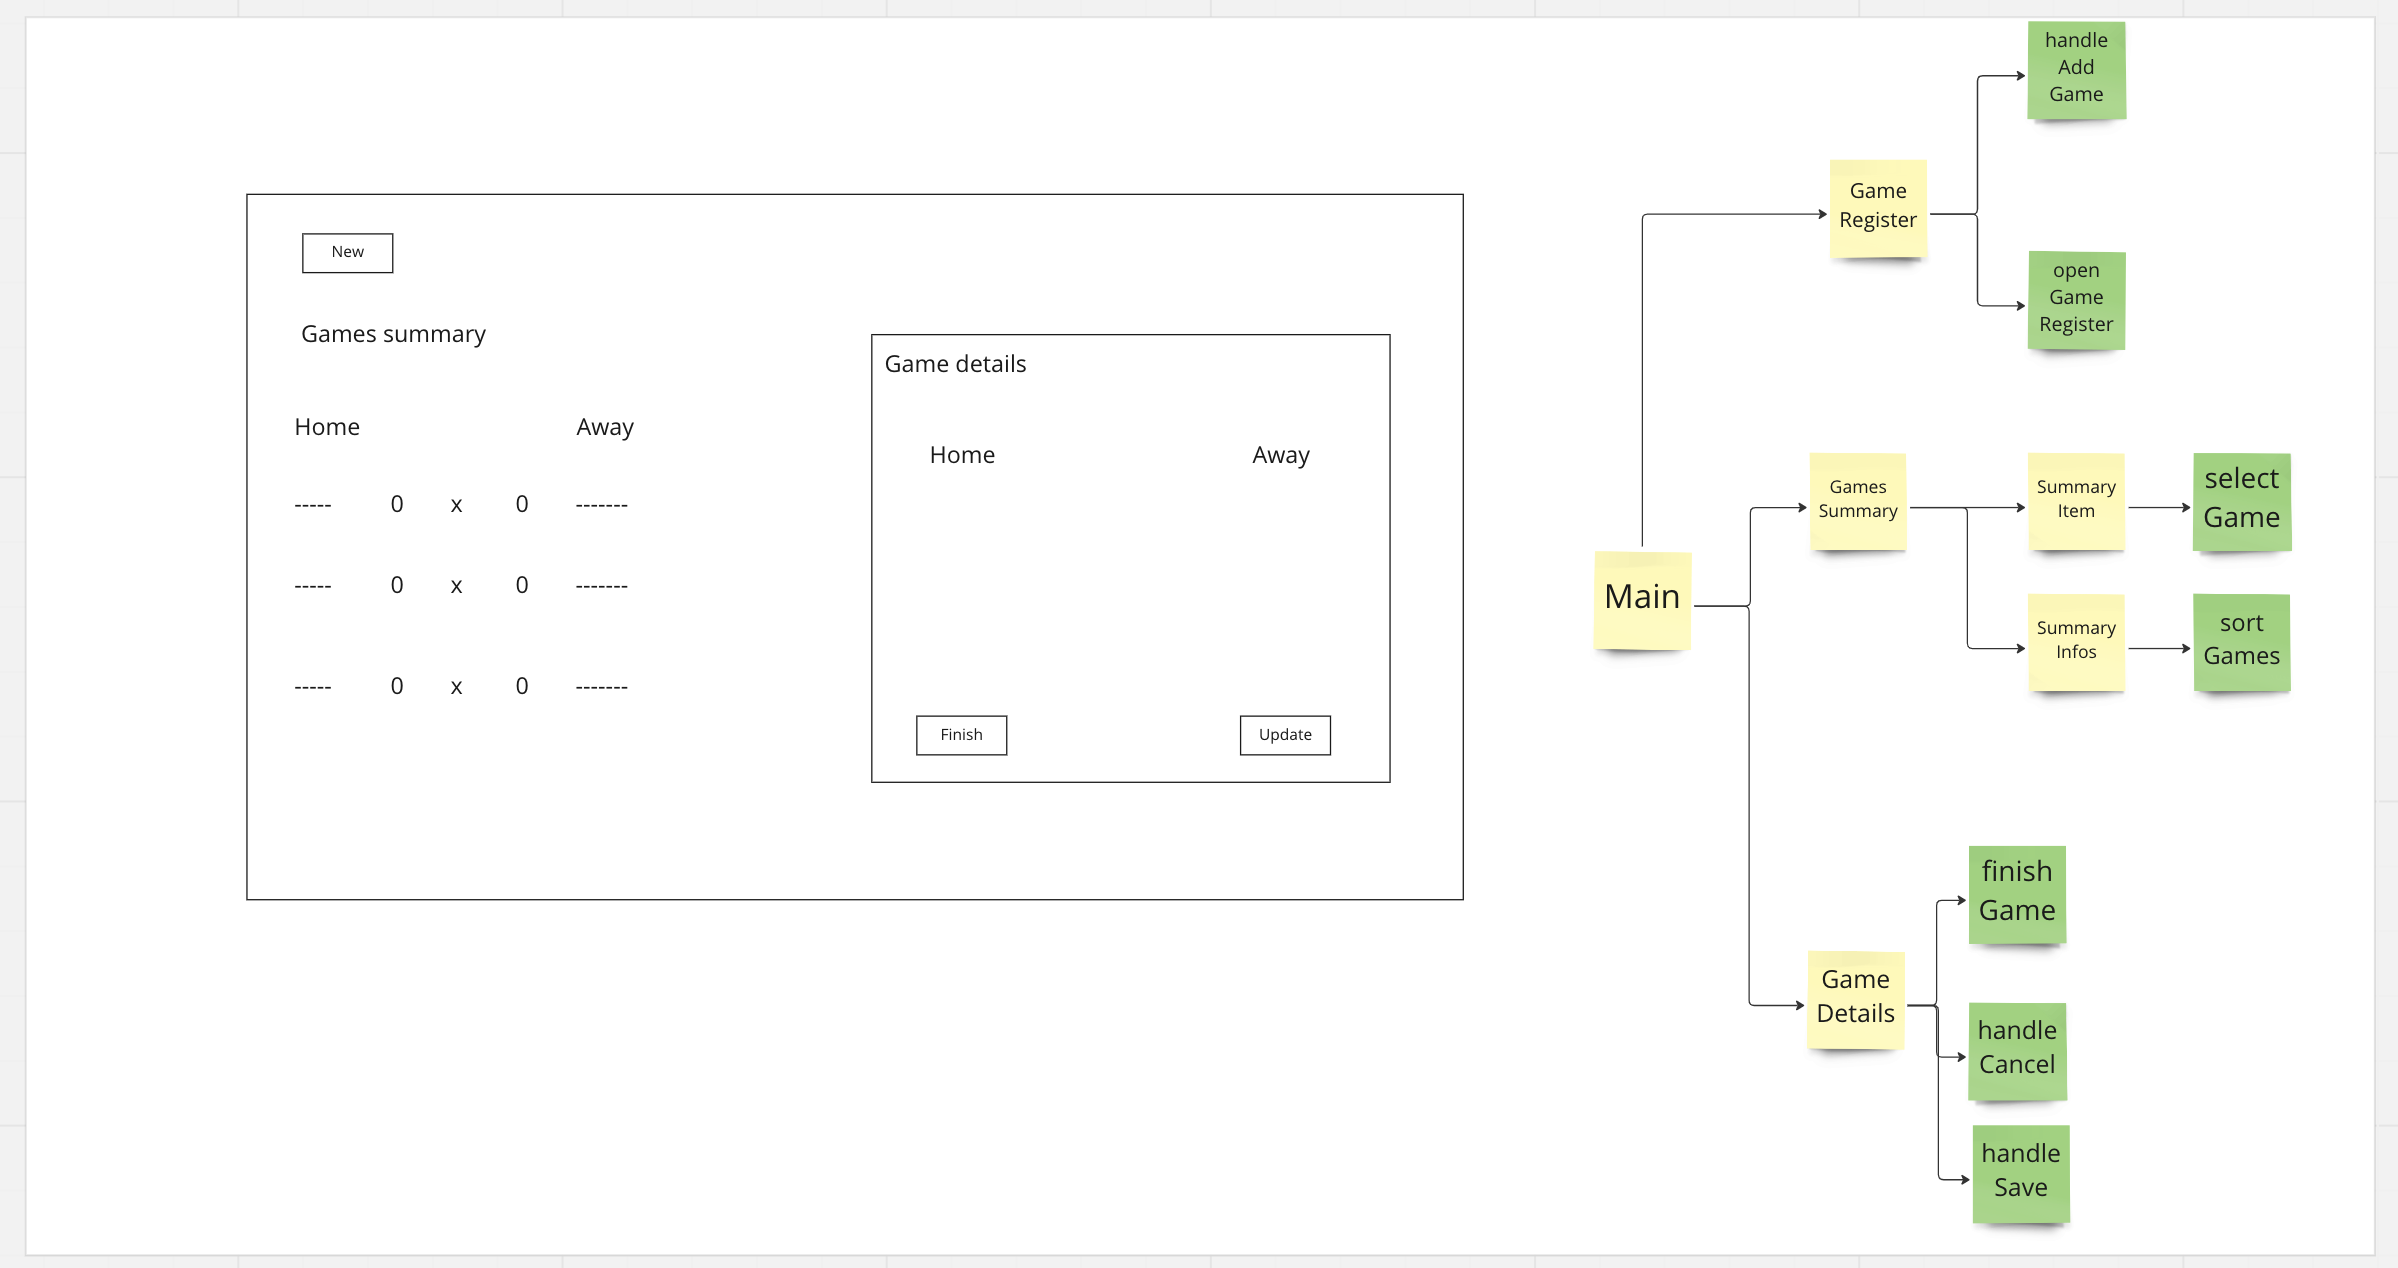 New
Games summary
Home Away
----- 0 x 0 -------
----- 0 x 0 -------
----- 0 x 0 -------
Game details
Home Away
Finish Update
Main
Game
Register
handle
Add
Game
open
Game
Register
Games
Summary
Summary
Item
select
Game
Summary
Infos
sort
Games
Game
Details
finish
Game
handle
Cancel
handle
Save